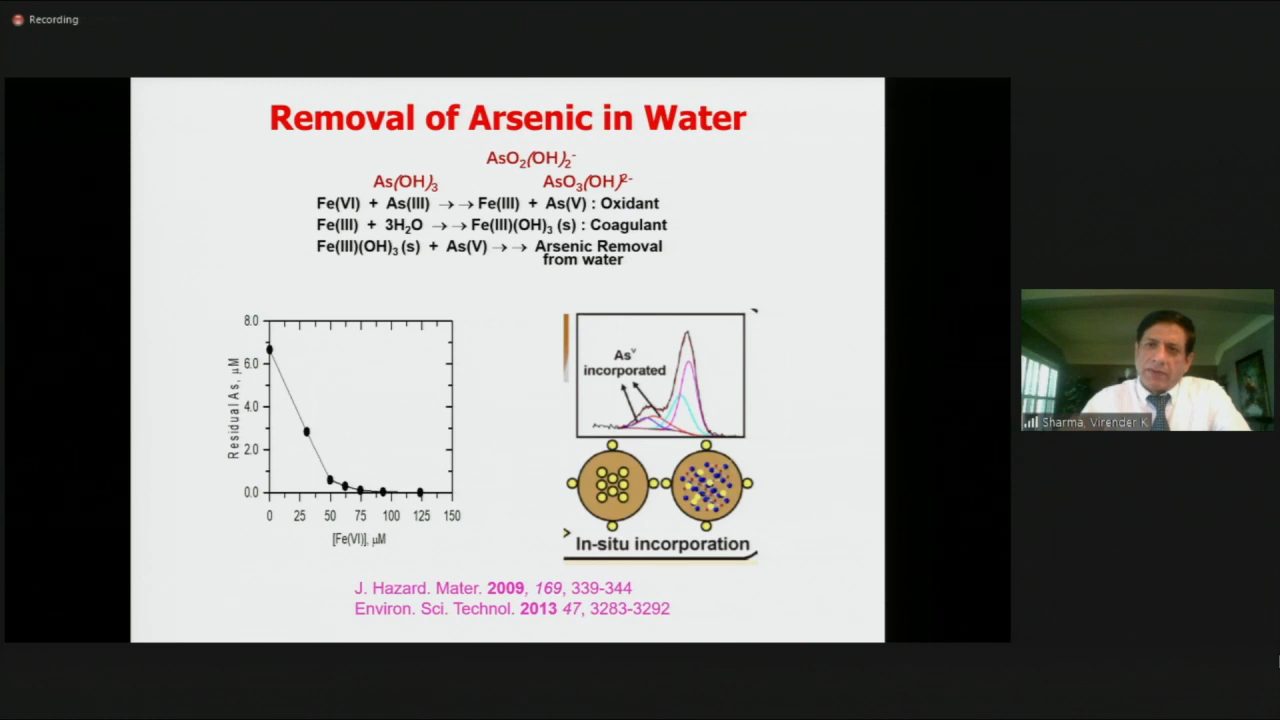 Recording
Removal of Arsenic in Water
AsO2(OH)2-
As(OH)3 AsO3(OH)2-
Fe(VI) + As(III) →→ Fe(III) + As(V) : Oxidant
Fe(III) + 3H2O →→ Fe(III)(OH)3 (s) : Coagulant
Fe(III)(OH)3 (s) + As(V) →→ Arsenic Removal
from water
8.0
6.0
4.0
2.0
0.0
Residual As, µM
0 25 50 75 100 125 150
[Fe(VI)], µM
AsV
incorporated
In-situ incorporation
J. Hazard. Mater. 2009, 169, 339-344
Environ. Sci. Technol. 2013 47, 3283-3292
Sharma, Virender K